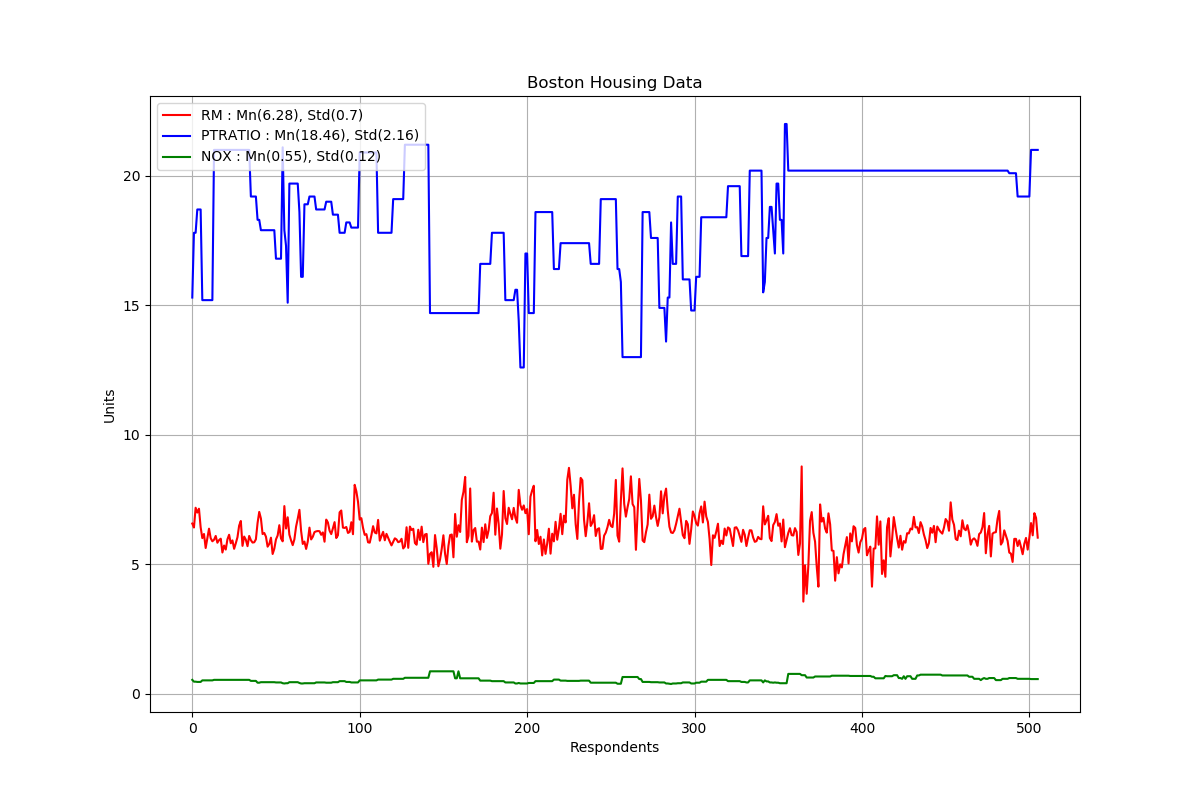 Boston Housing Data
RM : Mn(6.28), Std(0.7)
PTRATIO : Mn(18.46), Std(2.16)
NOX : Mn(0.55), Std(0.12)
20
15
10
5
0
Units
0 100 200 300 400 500
Respondents